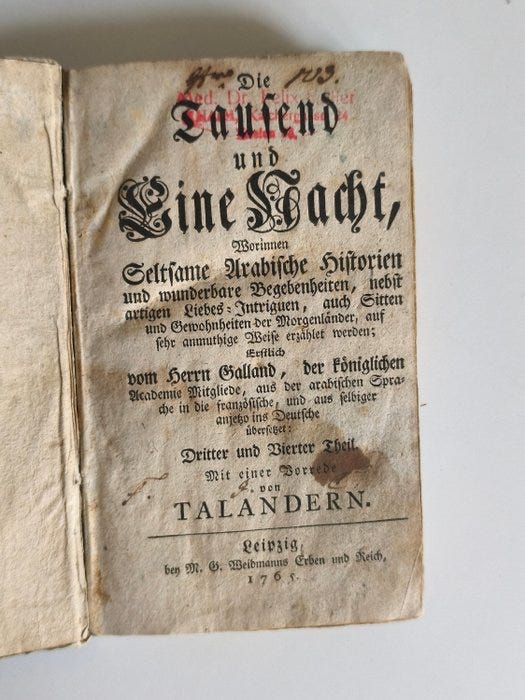 Die
703.
Med. Dr.
Tausend
und
Eine Nacht,
Worinnen
Seltsame Arabische Historien
und wunderbare Begebenheiten, nebst
artigen Liebes-Intriguen, auch Sitten
und Gewohnheiten der Morgenländer, auf
sehr anmuthige Weise erzählet werden;
Erstlich
vom Herrn Galland, der königlichen
Academie Mitgliede, aus der arabischen Spra-
che in die französische, und aus selbiger
anjetzo ins Deutsche
übersetzet:
Dritter und Vierter Theil.
Mit einer Vorrede
von
TALANDERN.
Leipzig,
bey M. G. Weidmanns Erben und Reich,
1765.